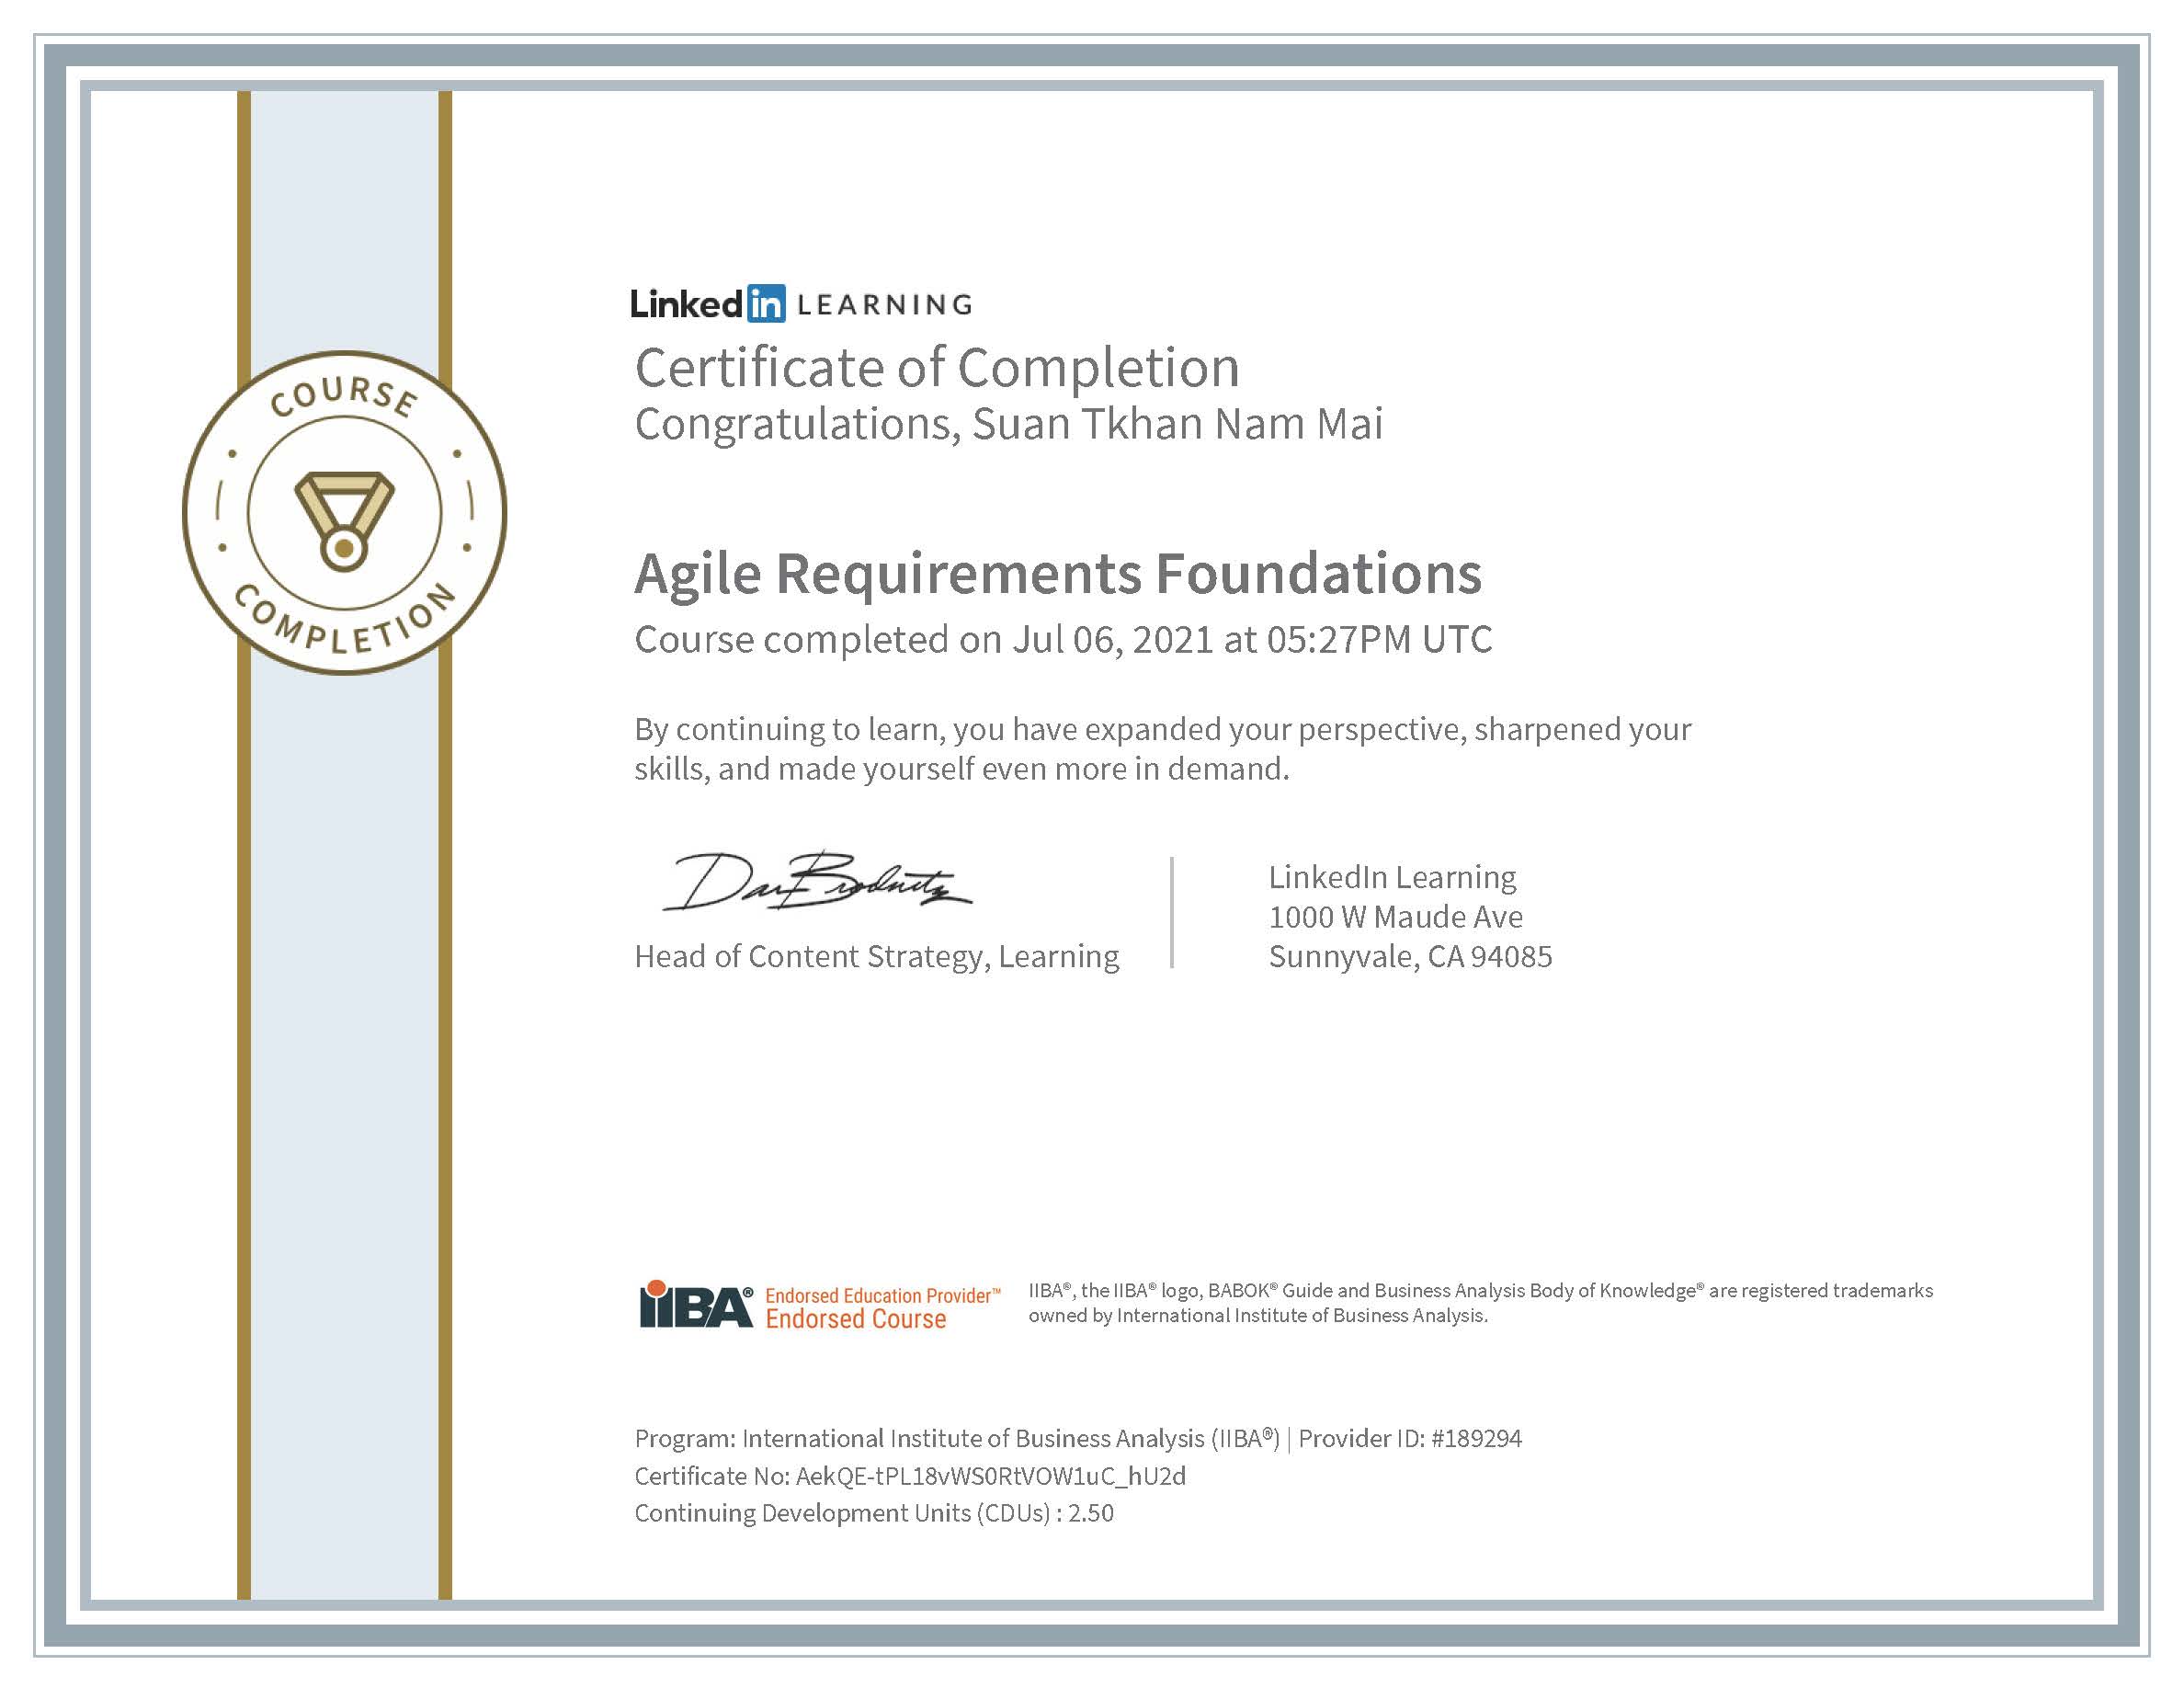 COURSE
COMPLETION
Linkedin LEARNING
Certificate of Completion
Congratulations, Suan Tkhan Nam Mai
Agile Requirements Foundations
Course completed on Jul 06, 2021 at 05:27PM UTC
By continuing to learn, you have expanded your perspective, sharpened your
skills, and made yourself even more in demand.
Head of Content Strategy, Learning
LinkedIn Learning
1000 W Maude Ave
Sunnyvale, CA 94085
IIBA® Endorsed Education Provider™
Endorsed Course
IIBA®, the IIBA® logo, BABOK® Guide and Business Analysis Body of Knowledge® are registered trademarks
owned by International Institute of Business Analysis.
Program: International Institute of Business Analysis (IIBA®) | Provider ID: #189294
Certificate No: AekQE-tPL18vWS0RtVOW1uC_hU2d
Continuing Development Units (CDUs) : 2.50